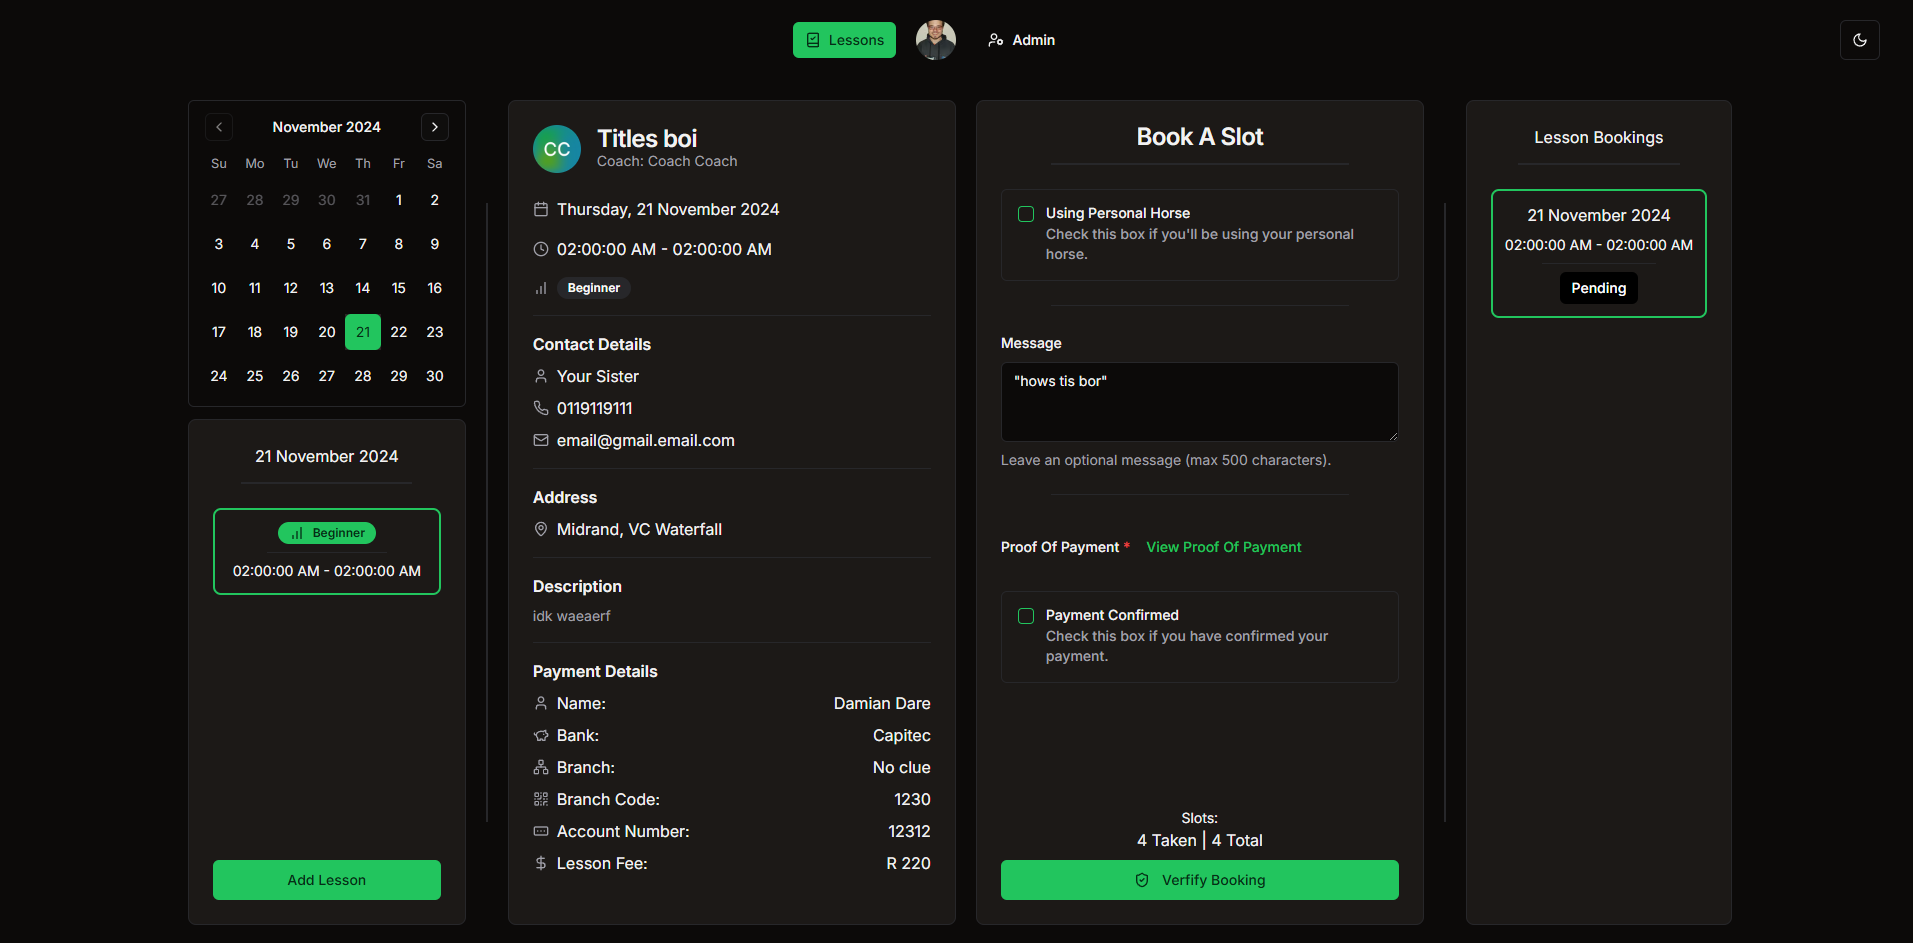 Lessons
Admin
November 2024
Su Mo Tu We Th Fr Sa
27 28 29 30 31 1 2
3 4 5 6 7 8 9
10 11 12 13 14 15 16
17 18 19 20 21 22 23
24 25 26 27 28 29 30
21 November 2024
Beginner
02:00:00 AM - 02:00:00 AM
Add Lesson
CC
Titles boi
Coach: Coach Coach
Thursday, 21 November 2024
02:00:00 AM - 02:00:00 AM
Beginner
Contact Details
Your Sister
0119119111
email@gmail.email.com
Address
Midrand, VC Waterfall
Description
idk waeaerf
Payment Details
Name: Damian Dare
Bank: Capitec
Branch: No clue
Branch Code: 1230
Account Number: 12312
Lesson Fee: R 220
Book A Slot
Using Personal Horse
Check this box if you'll be using your personal
horse.
Message
"hows tis bor"
Leave an optional message (max 500 characters).
Proof Of Payment * View Proof Of Payment
Payment Confirmed
Check this box if you have confirmed your
payment.
Slots:
4 Taken | 4 Total
Verfify Booking
Lesson Bookings
21 November 2024
02:00:00 AM - 02:00:00 AM
Pending